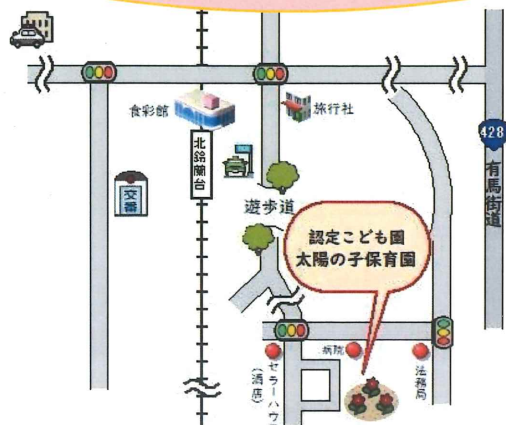 食彩館
旅行社
北鈴蘭台
428
有馬街道
交番
遊歩道
認定こども園
太陽の子保育園
病院
セラーハウス
(酒店)
法務局